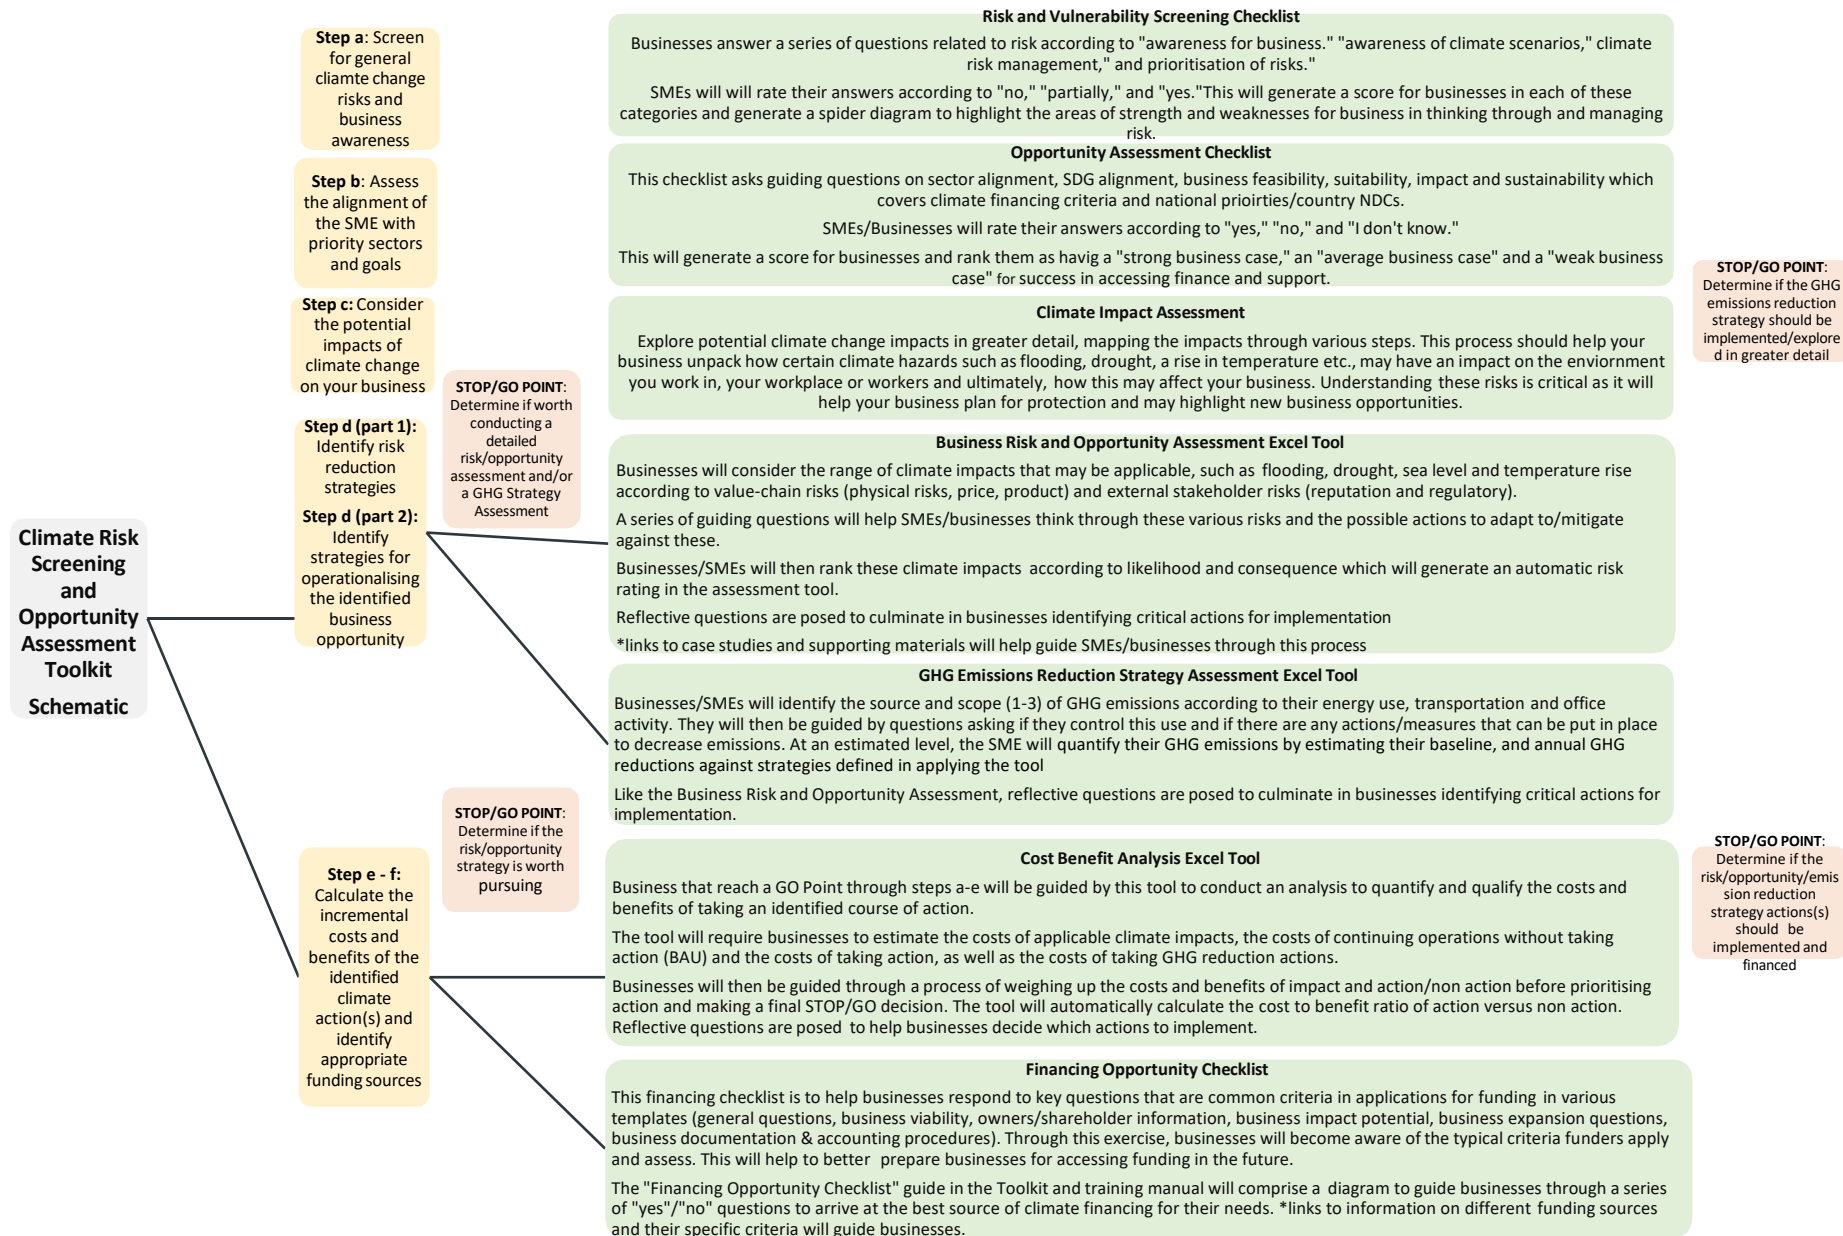 Climate Risk
Screening
and
Opportunity
Assessment
Toolkit
Schematic
Step a: Screen
for general
cliamte change
risks and
business
awareness
Risk and Vulnerability Screening Checklist
Businesses answer a series of questions related to risk according to "awareness for business." "awareness of climate scenarios," climate
risk management," and prioritisation of risks."
SMEs will will rate their answers according to "no," "partially," and "yes."This will generate a score for businesses in each of these
categories and generate a spider diagram to highlight the areas of strength and weaknesses for business in thinking through and managing
risk.
Step b: Assess
the alignment of
the SME with
priority sectors
and goals
Opportunity Assessment Checklist
This checklist asks guiding questions on sector alignment, SDG alignment, business feasibility, suitability, impact and sustainability which
covers climate financing criteria and national prioirties/country NDCs.
SMEs/Businesses will rate their answers according to "yes," "no," and "I don't know."
This will generate a score for businesses and rank them as havig a "strong business case," an "average business case" and a "weak business
case" for success in accessing finance and support.
STOP/GO POINT:
Determine if the GHG
emissions reduction
strategy should be
implemented/explore
d in greater detail
Step c: Consider
the potential
impacts of
climate change
on your business
Climate Impact Assessment
Explore potential climate change impacts in greater detail, mapping the impacts through various steps. This process should help your
business unpack how certain climate hazards such as flooding, drought, a rise in temperature etc., may have an impact on the enviornment
you work in, your workplace or workers and ultimately, how this may affect your business. Understanding these risks is critical as it will
help your business plan for protection and may highlight new business opportunities.
STOP/GO POINT:
Determine if worth
conducting a
detailed
risk/opportunity
assessment and/or
a GHG Strategy
Assessment
Step d (part 1):
Identify risk
reduction
strategies
Step d (part 2):
Identify
strategies for
operationalising
the identified
business
opportunity
Business Risk and Opportunity Assessment Excel Tool
Businesses will consider the range of climate impacts that may be applicable, such as flooding, drought, sea level and temperature rise
according to value-chain risks (physical risks, price, product) and external stakeholder risks (reputation and regulatory).
A series of guiding questions will help SMEs/businesses think through these various risks and the possible actions to adapt to/mitigate
against these.
Businesses/SMEs will then rank these climate impacts according to likelihood and consequence which will generate an automatic risk
rating in the assessment tool.
Reflective questions are posed to culminate in businesses identifying critical actions for implementation
*links to case studies and supporting materials will help guide SMEs/businesses through this process
GHG Emissions Reduction Strategy Assessment Excel Tool
Businesses/SMEs will identify the source and scope (1-3) of GHG emissions according to their energy use, transportation and office
activity. They will then be guided by questions asking if they control this use and if there are any actions/measures that can be put in place
to decrease emissions. At an estimated level, the SME will quantify their GHG emissions by estimating their baseline, and annual GHG
reductions against strategies defined in applying the tool
Like the Business Risk and Opportunity Assessment, reflective questions are posed to culminate in businesses identifying critical actions for
implementation.
STOP/GO POINT:
Determine if the
risk/opportunity
strategy is worth
pursuing
Step e - f:
Calculate the
incremental
costs and
benefits of the
identified
climate
action(s) and
identify
appropriate
funding sources
Cost Benefit Analysis Excel Tool
Business that reach a GO Point through steps a-e will be guided by this tool to conduct an analysis to quantify and qualify the costs and
benefits of taking an identified course of action.
The tool will require businesses to estimate the costs of applicable climate impacts, the costs of continuing operations without taking
action (BAU) and the costs of taking action, as well as the costs of taking GHG reduction actions.
Businesses will then be guided through a process of weighing up the costs and benefits of impact and action/non action before prioritising
action and making a final STOP/GO decision. The tool will automatically calculate the cost to benefit ratio of action versus non action.
Reflective questions are posed to help businesses decide which actions to implement.
STOP/GO POINT:
Determine if the
risk/opportunity/emis
sion reduction
strategy actions(s)
should be
implemented and
financed
Financing Opportunity Checklist
This financing checklist is to help businesses respond to key questions that are common criteria in applications for funding in various
templates (general questions, business viability, owners/shareholder information, business impact potential, business expansion questions,
business documentation & accounting procedures). Through this exercise, businesses will become aware of the typical criteria funders apply
and assess. This will help to better prepare businesses for accessing funding in the future.
The "Financing Opportunity Checklist" guide in the Toolkit and training manual will comprise a diagram to guide businesses through a series
of "yes"/"no" questions to arrive at the best source of climate financing for their needs. *links to information on different funding sources
and their specific criteria will guide businesses.